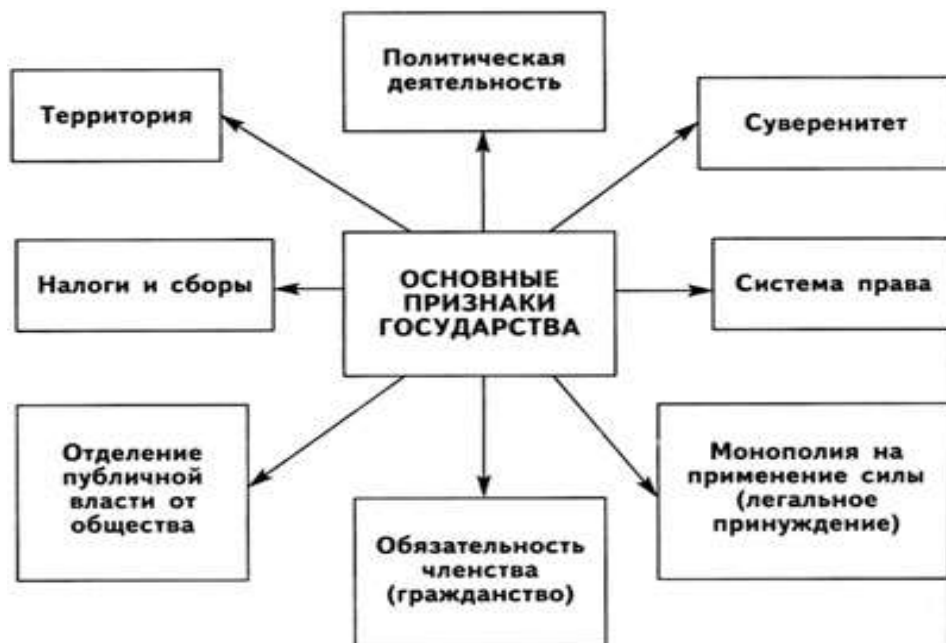 Политическая
деятельность
Территория
Суверенитет
Налоги и сборы
ОСНОВНЫЕ
ПРИЗНАКИ
ГОСУДАРСТВА
Система права
Отделение
публичной
власти от
общества
Обязательность
членства
(гражданство)
Монополия на
применение силы
(легальное
принуждение)